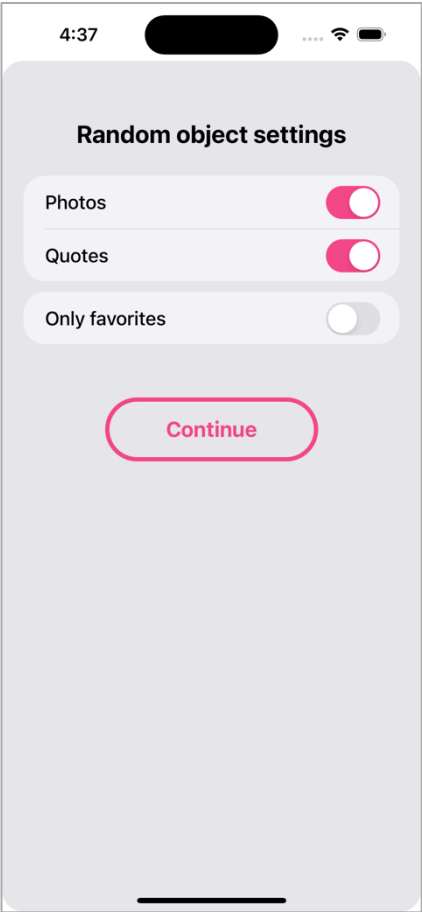 4:37
Random object settings
Photos
Quotes
Only favorites
Continue